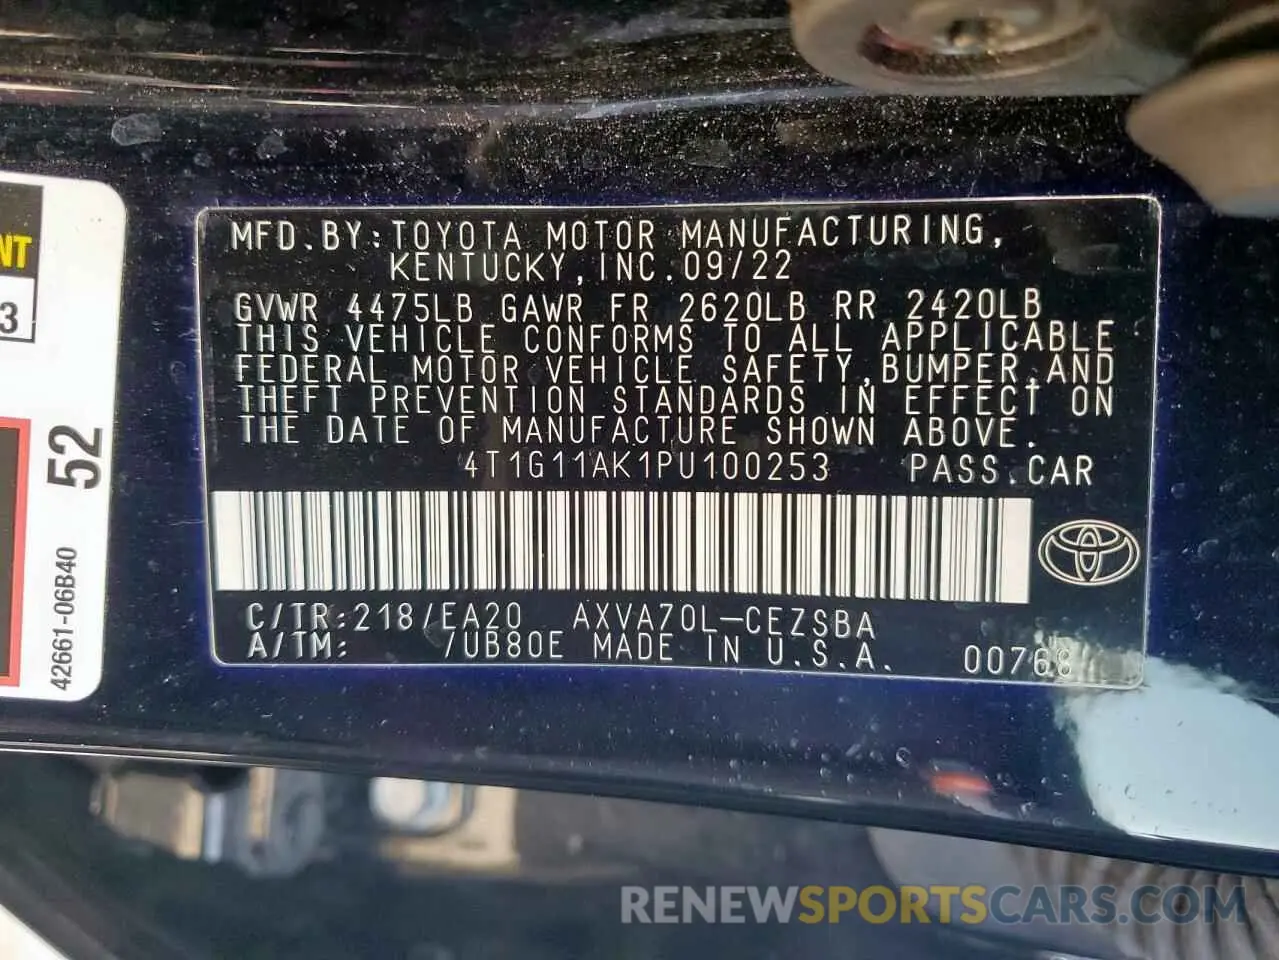 MFD.BY:TOYOTA MOTOR MANUFACTURING,
KENTUCKY,INC.09/22
GVWR 4475LB GAWR FR 2620LB RR 2420LB
THIS VEHICLE CONFORMS TO ALL APPLICABLE
FEDERAL MOTOR VEHICLE SAFETY,BUMPER,AND
THEFT PREVENTION STANDARDS IN EFFECT ON
THE DATE OF MANUFACTURE SHOWN ABOVE.
4T1G11AK1PU100253 PASS.CAR
C/TR:218/EA20 AXVA70L-CEZSBA
A/TM: /UB80E MADE IN U.S.A. 00768
NT
3
52
42661-06B40
RENEWSPORTSCARS.COM